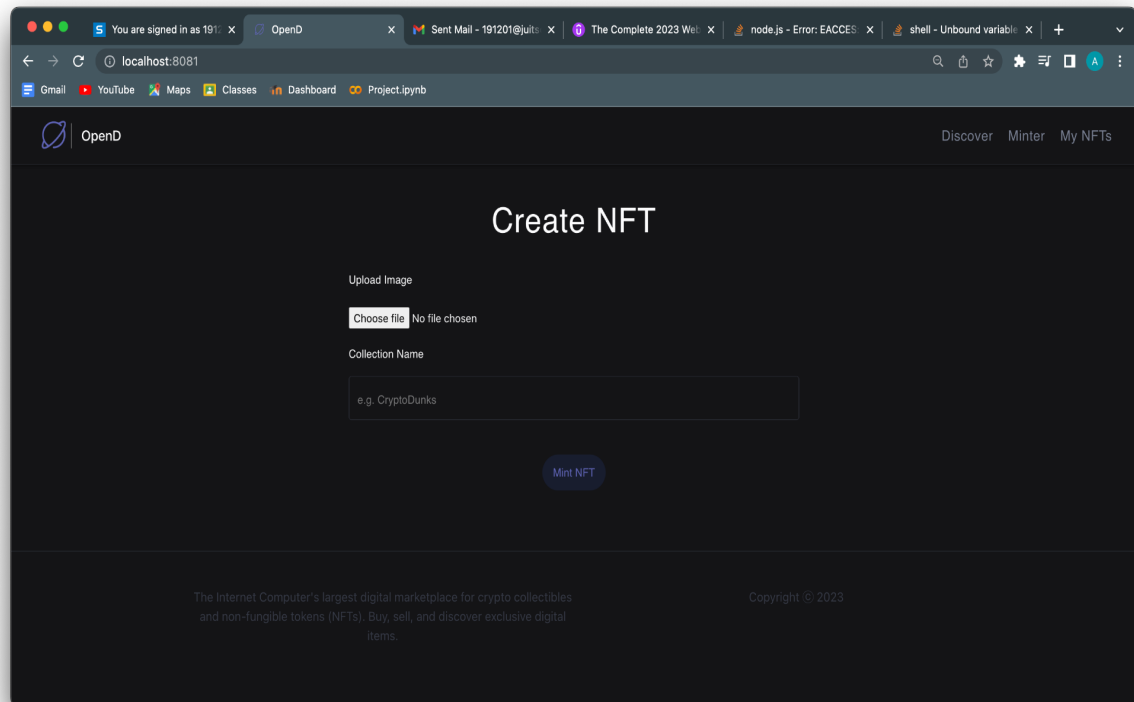 You are signed in as 191
OpenD
Sent Mail - 191201@juits
The Complete 2023 Web
node.js - Error: EACCES
shell - Unbound variable
localhost:8081
A
Gmail
YouTube
Maps
Classes
Dashboard
Project.ipynb
OpenD
Discover
Minter
My NFTs
Create NFT
Upload Image
Choose file No file chosen
Collection Name
e.g. CryptoDunks
Mint NFT
The Internet Computer's largest digital marketplace for crypto collectibles
and non-fungible tokens (NFTs). Buy, sell, and discover exclusive digital
items.
Copyright ⓒ 2023